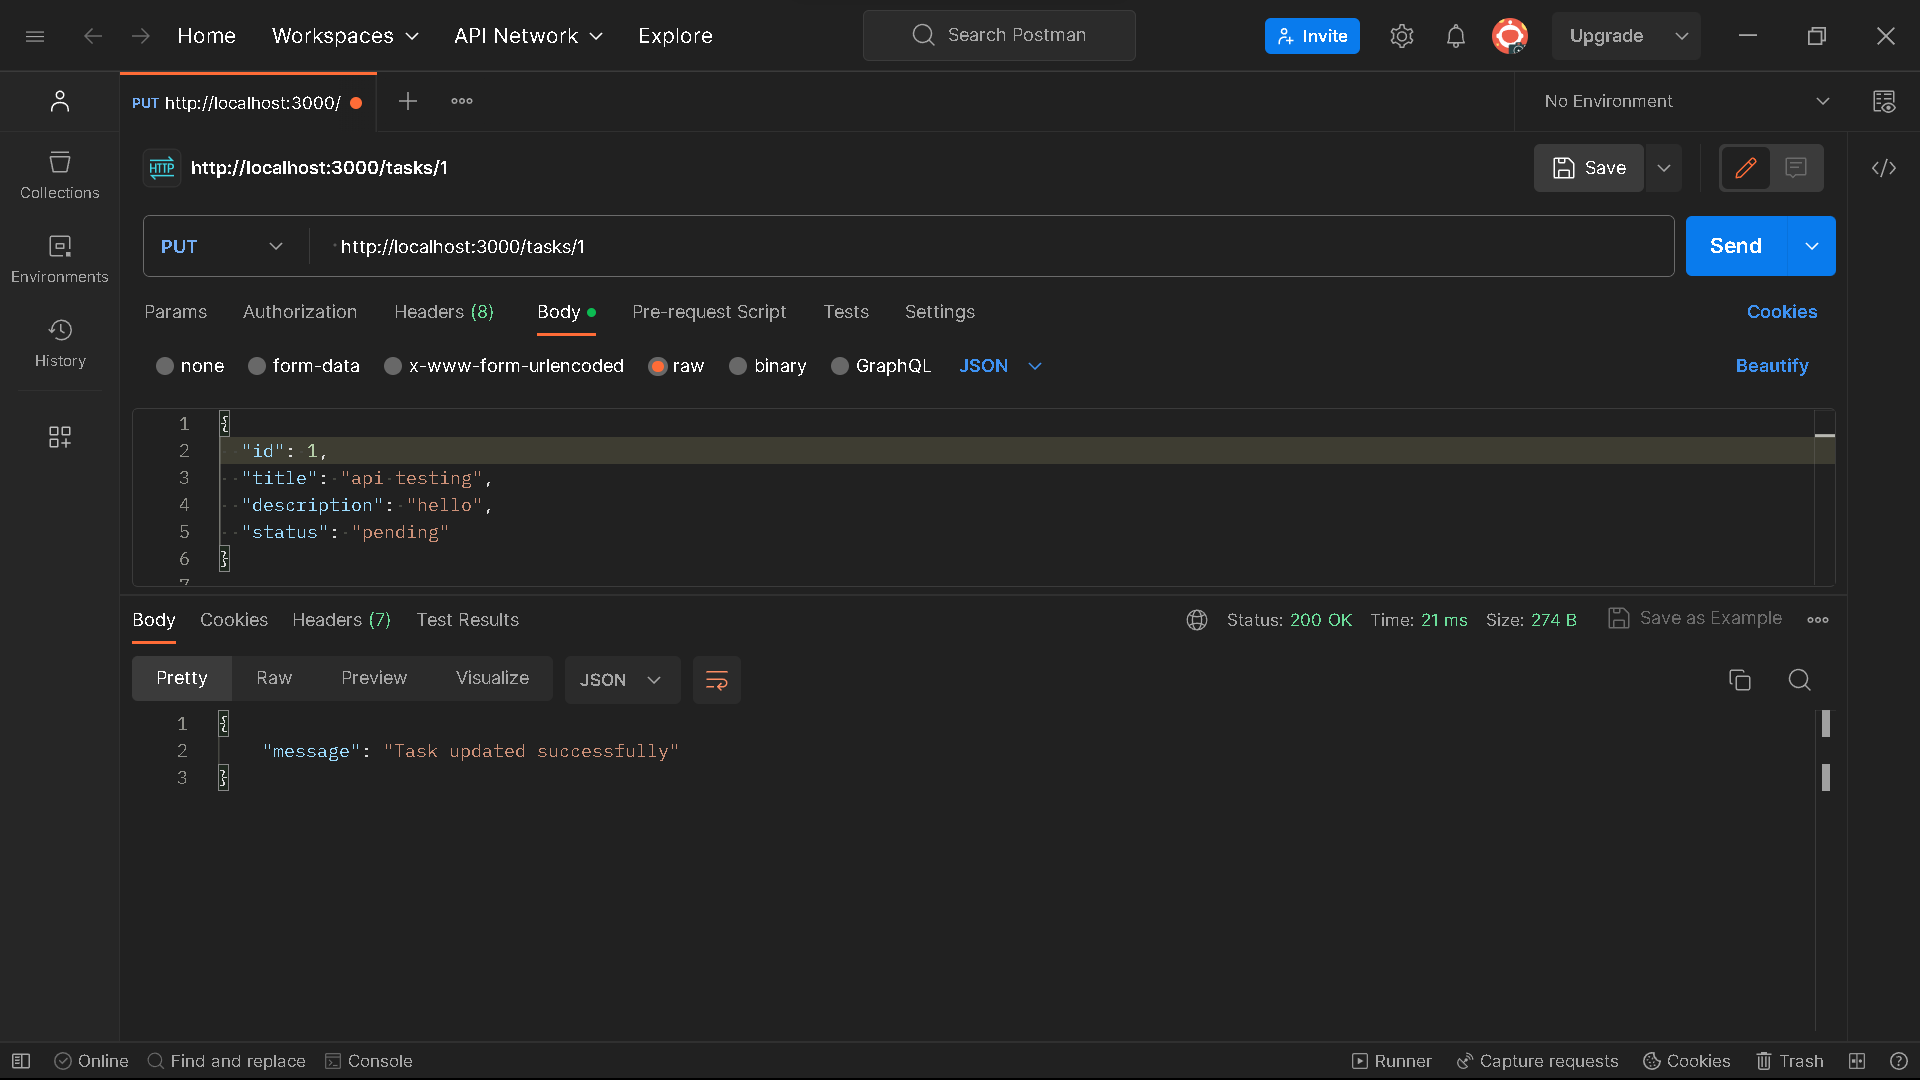 Home Workspaces API Network Explore Search Postman Invite Upgrade
PUT http://localhost:3000/ No Environment
HTTP http://localhost:3000/tasks/1 Save
Collections
PUT http://localhost:3000/tasks/1 Send
Environments
Params Authorization Headers (8) Body Pre-request Script Tests Settings Cookies
History
none form-data x-www-form-urlencoded raw binary GraphQL JSON Beautify
1 {
2 "id": 1,
3 "title": "api testing",
4 "description": "hello",
5 "status": "pending"
6 }
7
Body Cookies Headers (7) Test Results Status: 200 OK Time: 21 ms Size: 274 B Save as Example
Pretty Raw Preview Visualize JSON
1 {
2 "message": "Task updated successfully"
3 }
Online Find and replace Console Runner Capture requests Cookies Trash